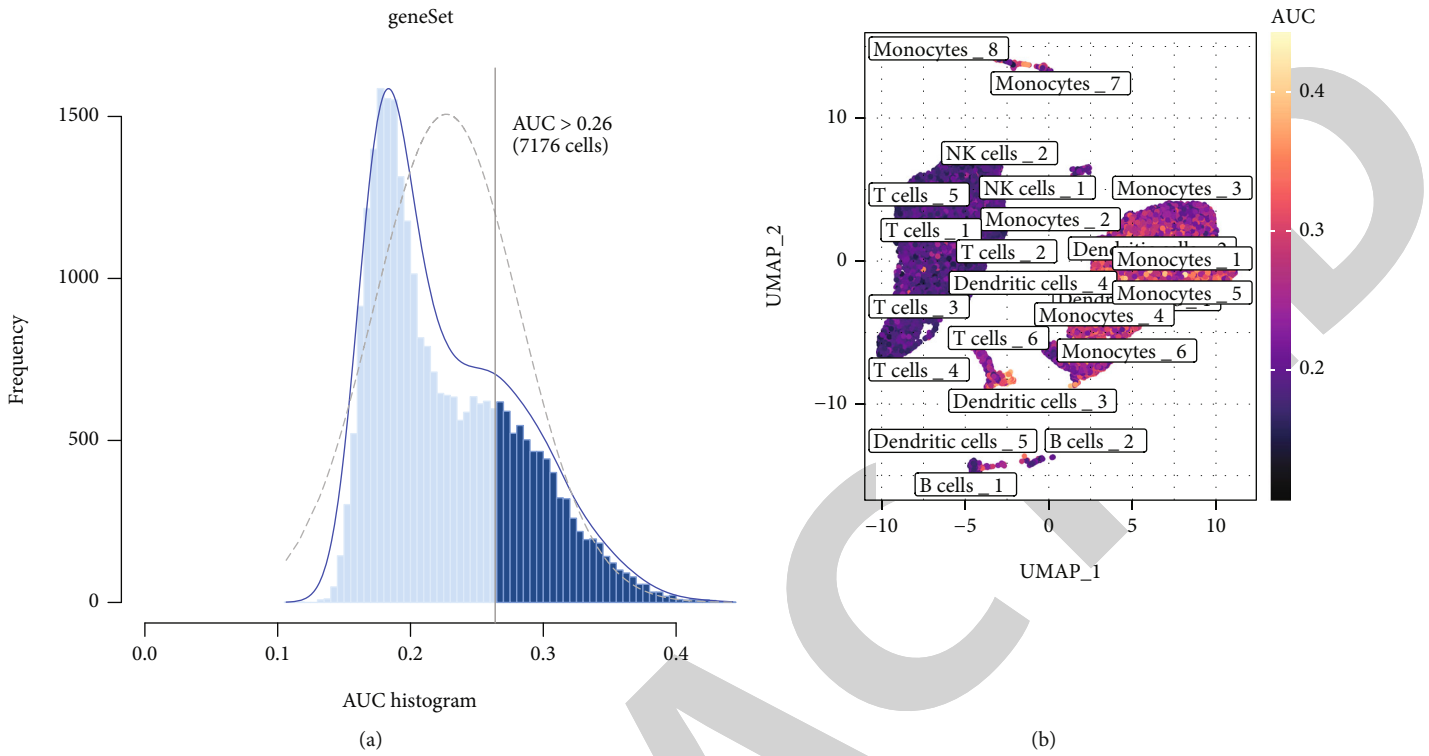 geneSet
1500
1000
500
0
Frequency
AUC > 0.26
(7176 cells)
0.0
0.1
0.2
0.3
0.4
AUC histogram
(a)
AUC
0.4
0.3
0.2
Monocytes _ 8
Monocytes _ 7
NK cells _ 2
T cells _ 5
NK cells _ 1
Monocytes _ 3
Monocytes _ 2
T cells _ 1
T cells _ 2
Monocytes _ 1
Dendritic cells _ 4
Monocytes _ 5
T cells _ 3
Monocytes _ 4
T cells _ 6
Monocytes _ 6
T cells _ 4
Dendritic cells _ 3
Dendritic cells _ 5
B cells _ 2
B cells _ 1
10
0
−10
UMAP_2
−10
−5
0
5
10
UMAP_1
(b)